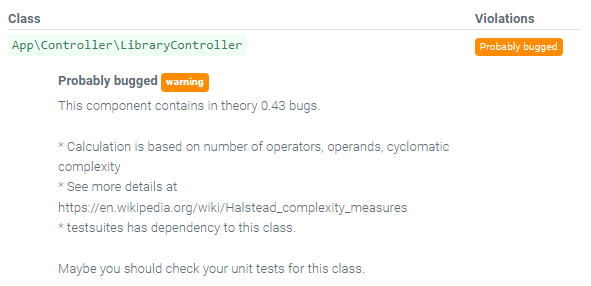 Class Violations
App\Controller\LibraryController Probably bugged
Probably bugged warning
This component contains in theory 0.43 bugs.
* Calculation is based on number of operators, operands, cyclomatic
complexity
* See more details at
https://en.wikipedia.org/wiki/Halstead_complexity_measures
* testsuites has dependency to this class.
Maybe you should check your unit tests for this class.